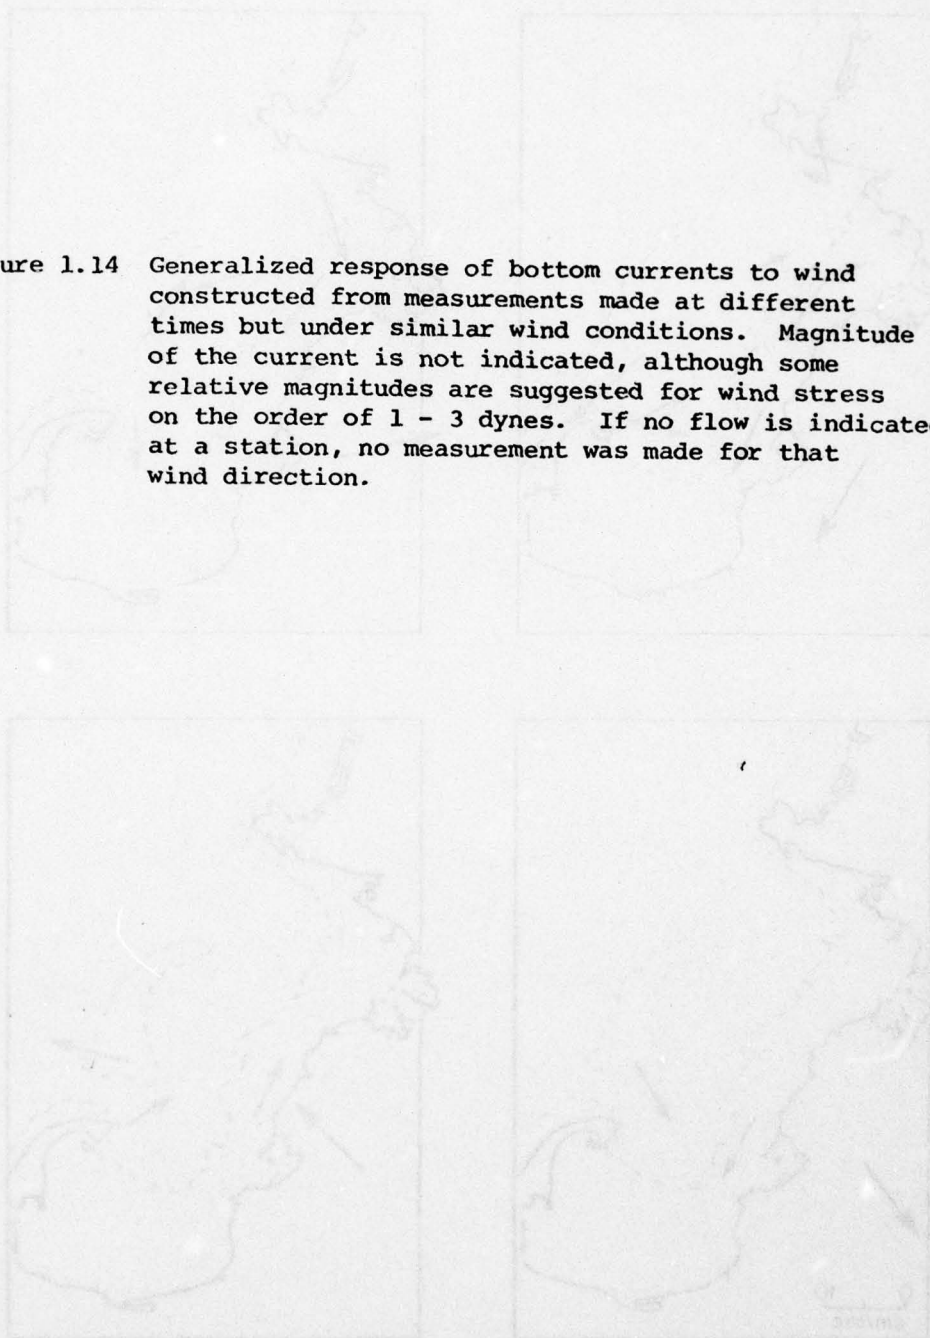 ure 1.14 Generalized response of bottom currents to wind
constructed from measurements made at different
times but under similar wind conditions. Magnitude
of the current is not indicated, although some
relative magnitudes are suggested for wind stress
on the order of 1 - 3 dynes. If no flow is indicate
at a station, no measurement was made for that
wind direction.